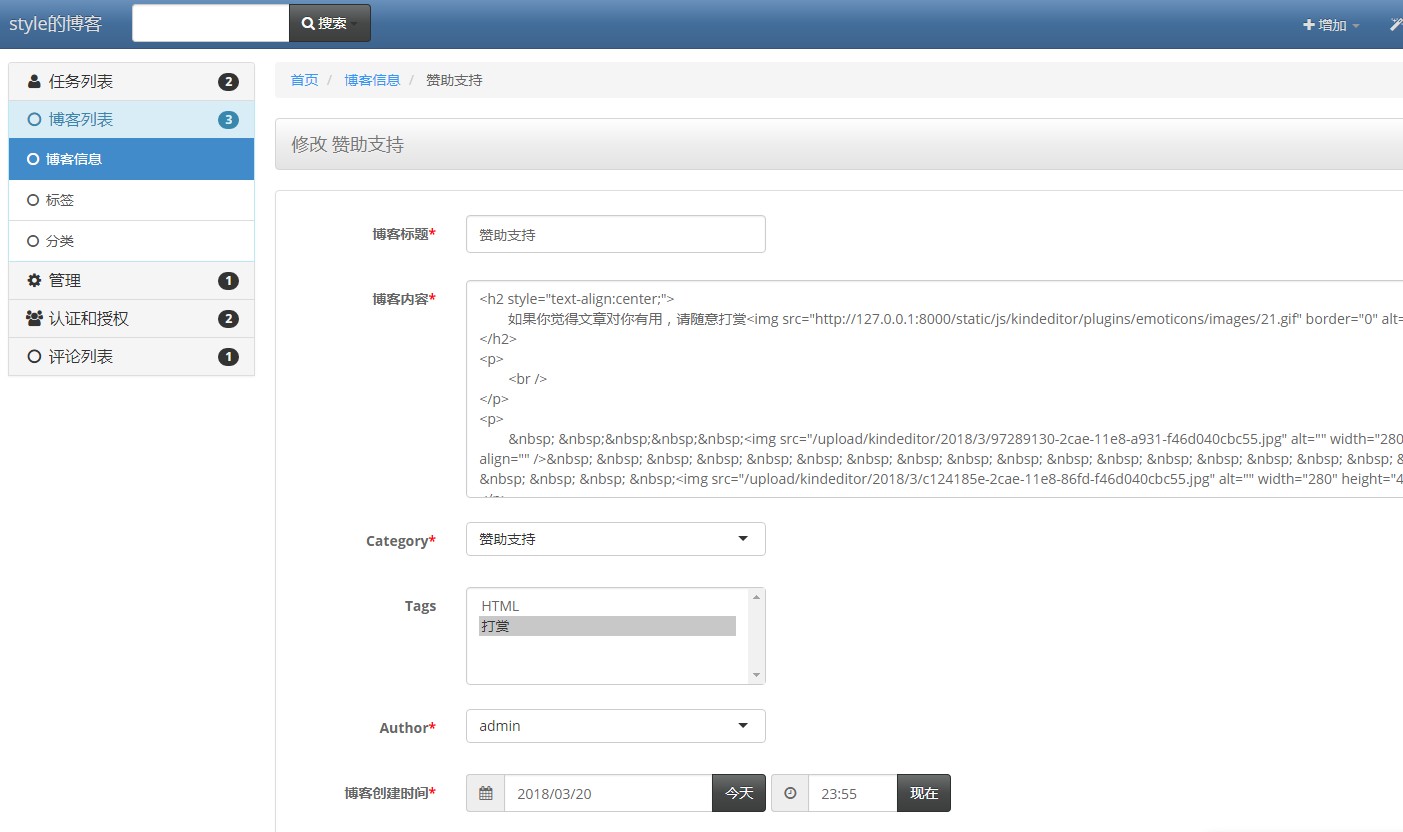 style的博客
搜索
增加
任务列表 2
博客列表 3
博客信息
标签
分类
管理 1
认证和授权 2
评论列表 1
首页 / 博客信息 / 赞助支持
修改 赞助支持
博客标题* 赞助支持
博客内容*
<h2 style="text-align:center;">
如果你觉得文章对你有用，请随意打赏<img src="http://127.0.0.1:8000/static/js/kindeditor/plugins/emoticons/images/21.gif" border="0" alt=
</h2>
<p>
<br />
</p>
<p>
&nbsp; &nbsp;&nbsp;&nbsp;&nbsp;<img src="/upload/kindeditor/2018/3/97289130-2cae-11e8-a931-f46d040cbc55.jpg" alt="" width="280
align="" />&nbsp; &nbsp; &nbsp; &nbsp; &nbsp; &nbsp; &nbsp; &nbsp; &nbsp; &nbsp; &nbsp; &nbsp; &nbsp; &nbsp; &nbsp; &nbsp; &nbsp;
&nbsp; &nbsp; &nbsp; &nbsp;<img src="/upload/kindeditor/2018/3/c124185e-2cae-11e8-86fd-f46d040cbc55.jpg" alt="" width="280" height="4
Category* 赞助支持
Tags
HTML
打赏
Author* admin
博客创建时间* 2018/03/20 今天 23:55 现在